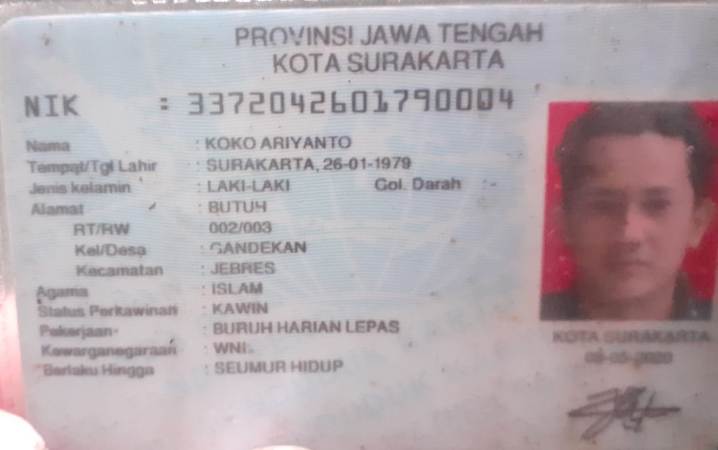 PROVINSI JAWA TENGAH
KOTA SURAKARTA
NIK : 3372042601790004
Nama : KOKO ARIYANTO
Tempat/Tgl Lahir : SURAKARTA, 26-01-1979
Jenis kelamin : LAKI-LAKI Gol. Darah :-
Alamat : BUTUH
RT/RW : 002/003
Kel/Desa : GANDEKAN
Kecamatan : JEBRES
Agama : ISLAM
Status Perkawinan : KAWIN
Pekerjaan : BURUH HARIAN LEPAS
Kewarganegaraan : WNI
Berlaku Hingga : SEUMUR HIDUP
KOTA SURAKARTA